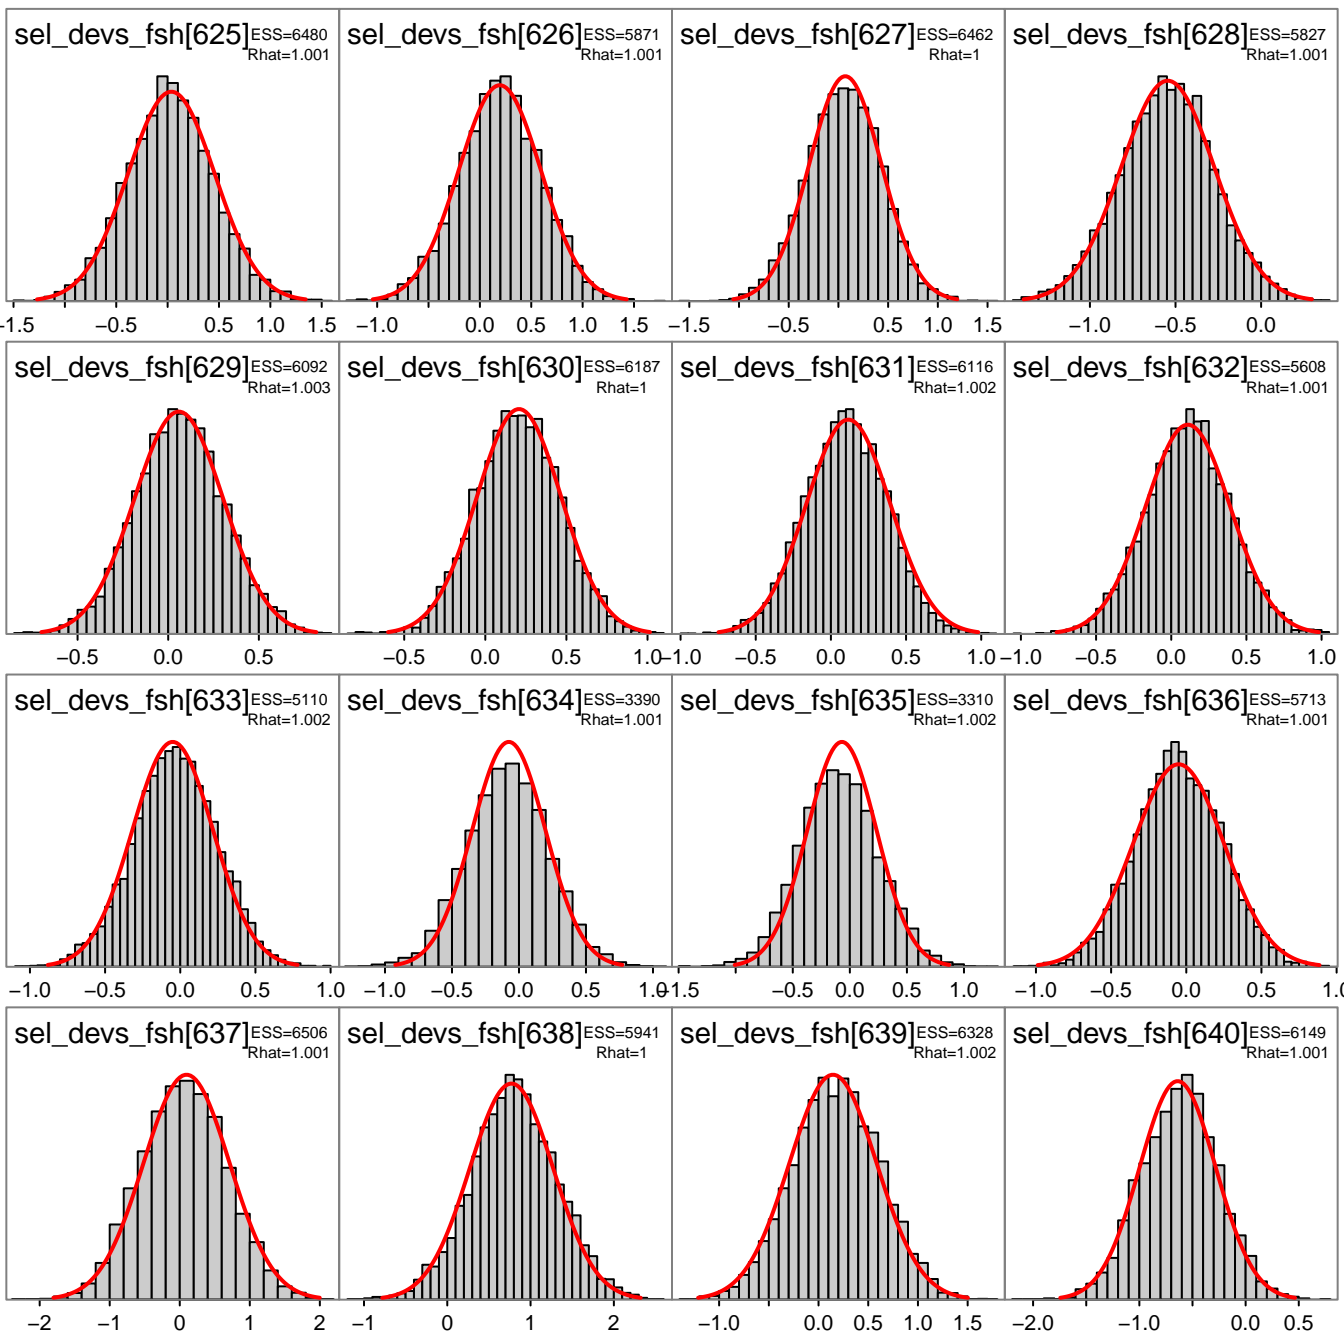 sel_devs_fsh[625] ESS=6480 Rhat=1.001
sel_devs_fsh[626] ESS=5871 Rhat=1.001
sel_devs_fsh[627] ESS=6462 Rhat=1
sel_devs_fsh[628] ESS=5827 Rhat=1.001
−1.5 −0.5 0.5 1.0 1.5
−1.0 0.0 0.5 1.0
−1.5 −0.5 0.5 1.0 1.5
−1.0 −0.5 0.0
sel_devs_fsh[629] ESS=6092 Rhat=1.003
sel_devs_fsh[630] ESS=6187 Rhat=1
sel_devs_fsh[631] ESS=6116 Rhat=1.002
sel_devs_fsh[632] ESS=5608 Rhat=1.001
−0.5 0.0 0.5
−0.5 0.0 0.5 1.0
−1.0 −0.5 0.0 0.5
−1.0 −0.5 0.0 0.5 1.0
sel_devs_fsh[633] ESS=5110 Rhat=1.002
sel_devs_fsh[634] ESS=3390 Rhat=1.001
sel_devs_fsh[635] ESS=3310 Rhat=1.002
sel_devs_fsh[636] ESS=5713 Rhat=1.001
−1.0 −0.5 0.0 0.5 1.0
−1.0 −0.5 0.0 0.5 1.0
−1.5 −0.5 0.0 0.5 1.0
−1.0 −0.5 0.0 0.5 1.0
sel_devs_fsh[637] ESS=6506 Rhat=1.001
sel_devs_fsh[638] ESS=5941 Rhat=1
sel_devs_fsh[639] ESS=6328 Rhat=1.002
sel_devs_fsh[640] ESS=6149 Rhat=1.001
−2 −1 0 1 2
−1 0 1 2
−1.0 0.0 0.5 1.0 1.5
−2.0 −1.0 0.0 0.5